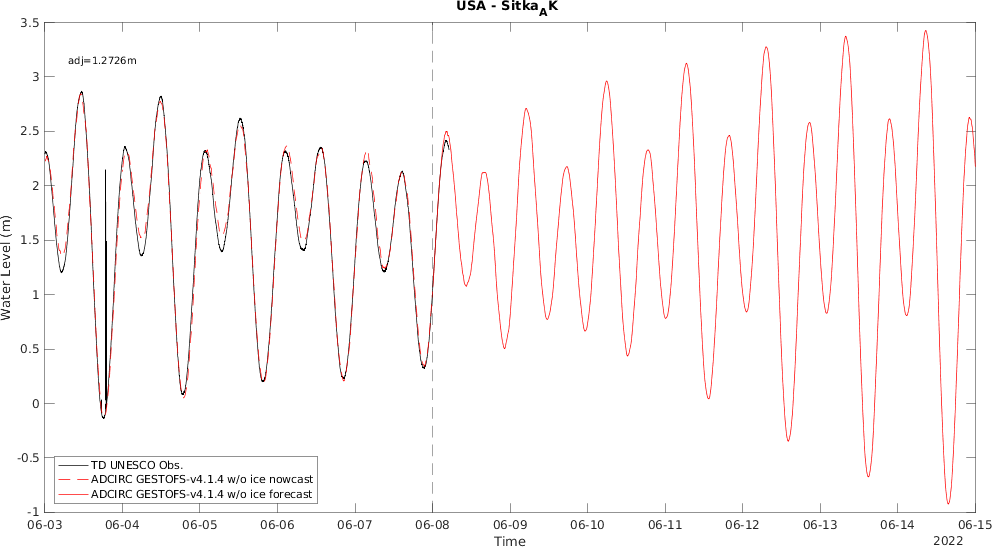 USA - Sitka_AK
adj=1.2726m
3.5
3
2.5
2
1.5
1
0.5
0
-0.5
-1
Water Level (m)
TD UNESCO Obs.
ADCIRC GESTOFS-v4.1.4 w/o ice nowcast
ADCIRC GESTOFS-v4.1.4 w/o ice forecast
06-03 06-04 06-05 06-06 06-07 06-08 06-09 06-10 06-11 06-12 06-13 06-14 06-15
Time
2022